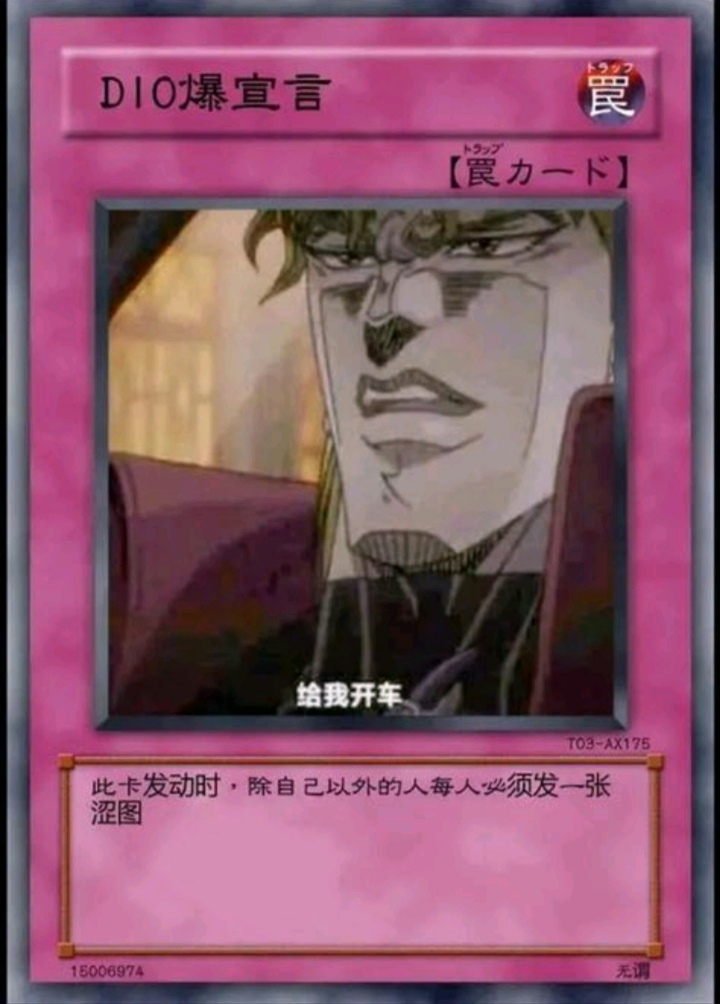 DIO爆宣言
トラップ
罠
トラップ
【罠カード】
给我开车
T03-AX175
此卡发动时，除自己以外的人每人必须发一张
涩图
15006974
无谓